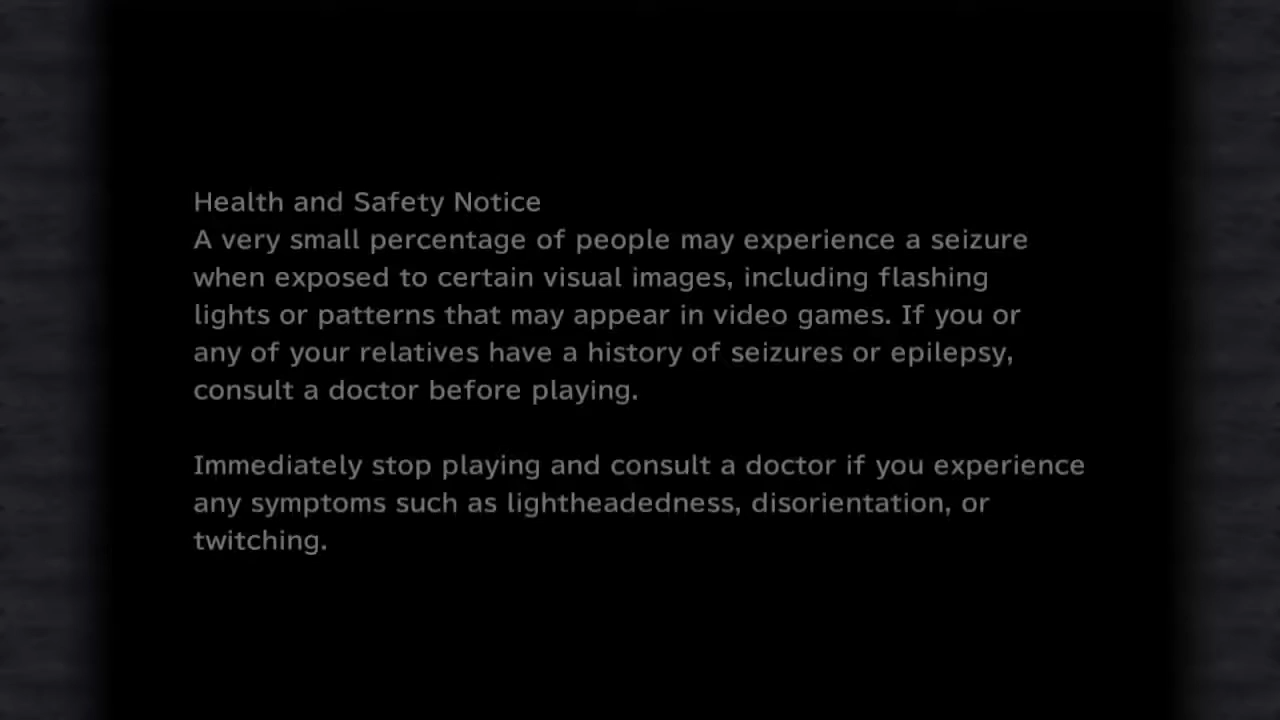 Health and Safety Notice
A very small percentage of people may experience a seizure
when exposed to certain visual images, including flashing
lights or patterns that may appear in video games. If you or
any of your relatives have a history of seizures or epilepsy,
consult a doctor before playing.
Immediately stop playing and consult a doctor if you experience
any symptoms such as lightheadedness, disorientation, or
twitching.